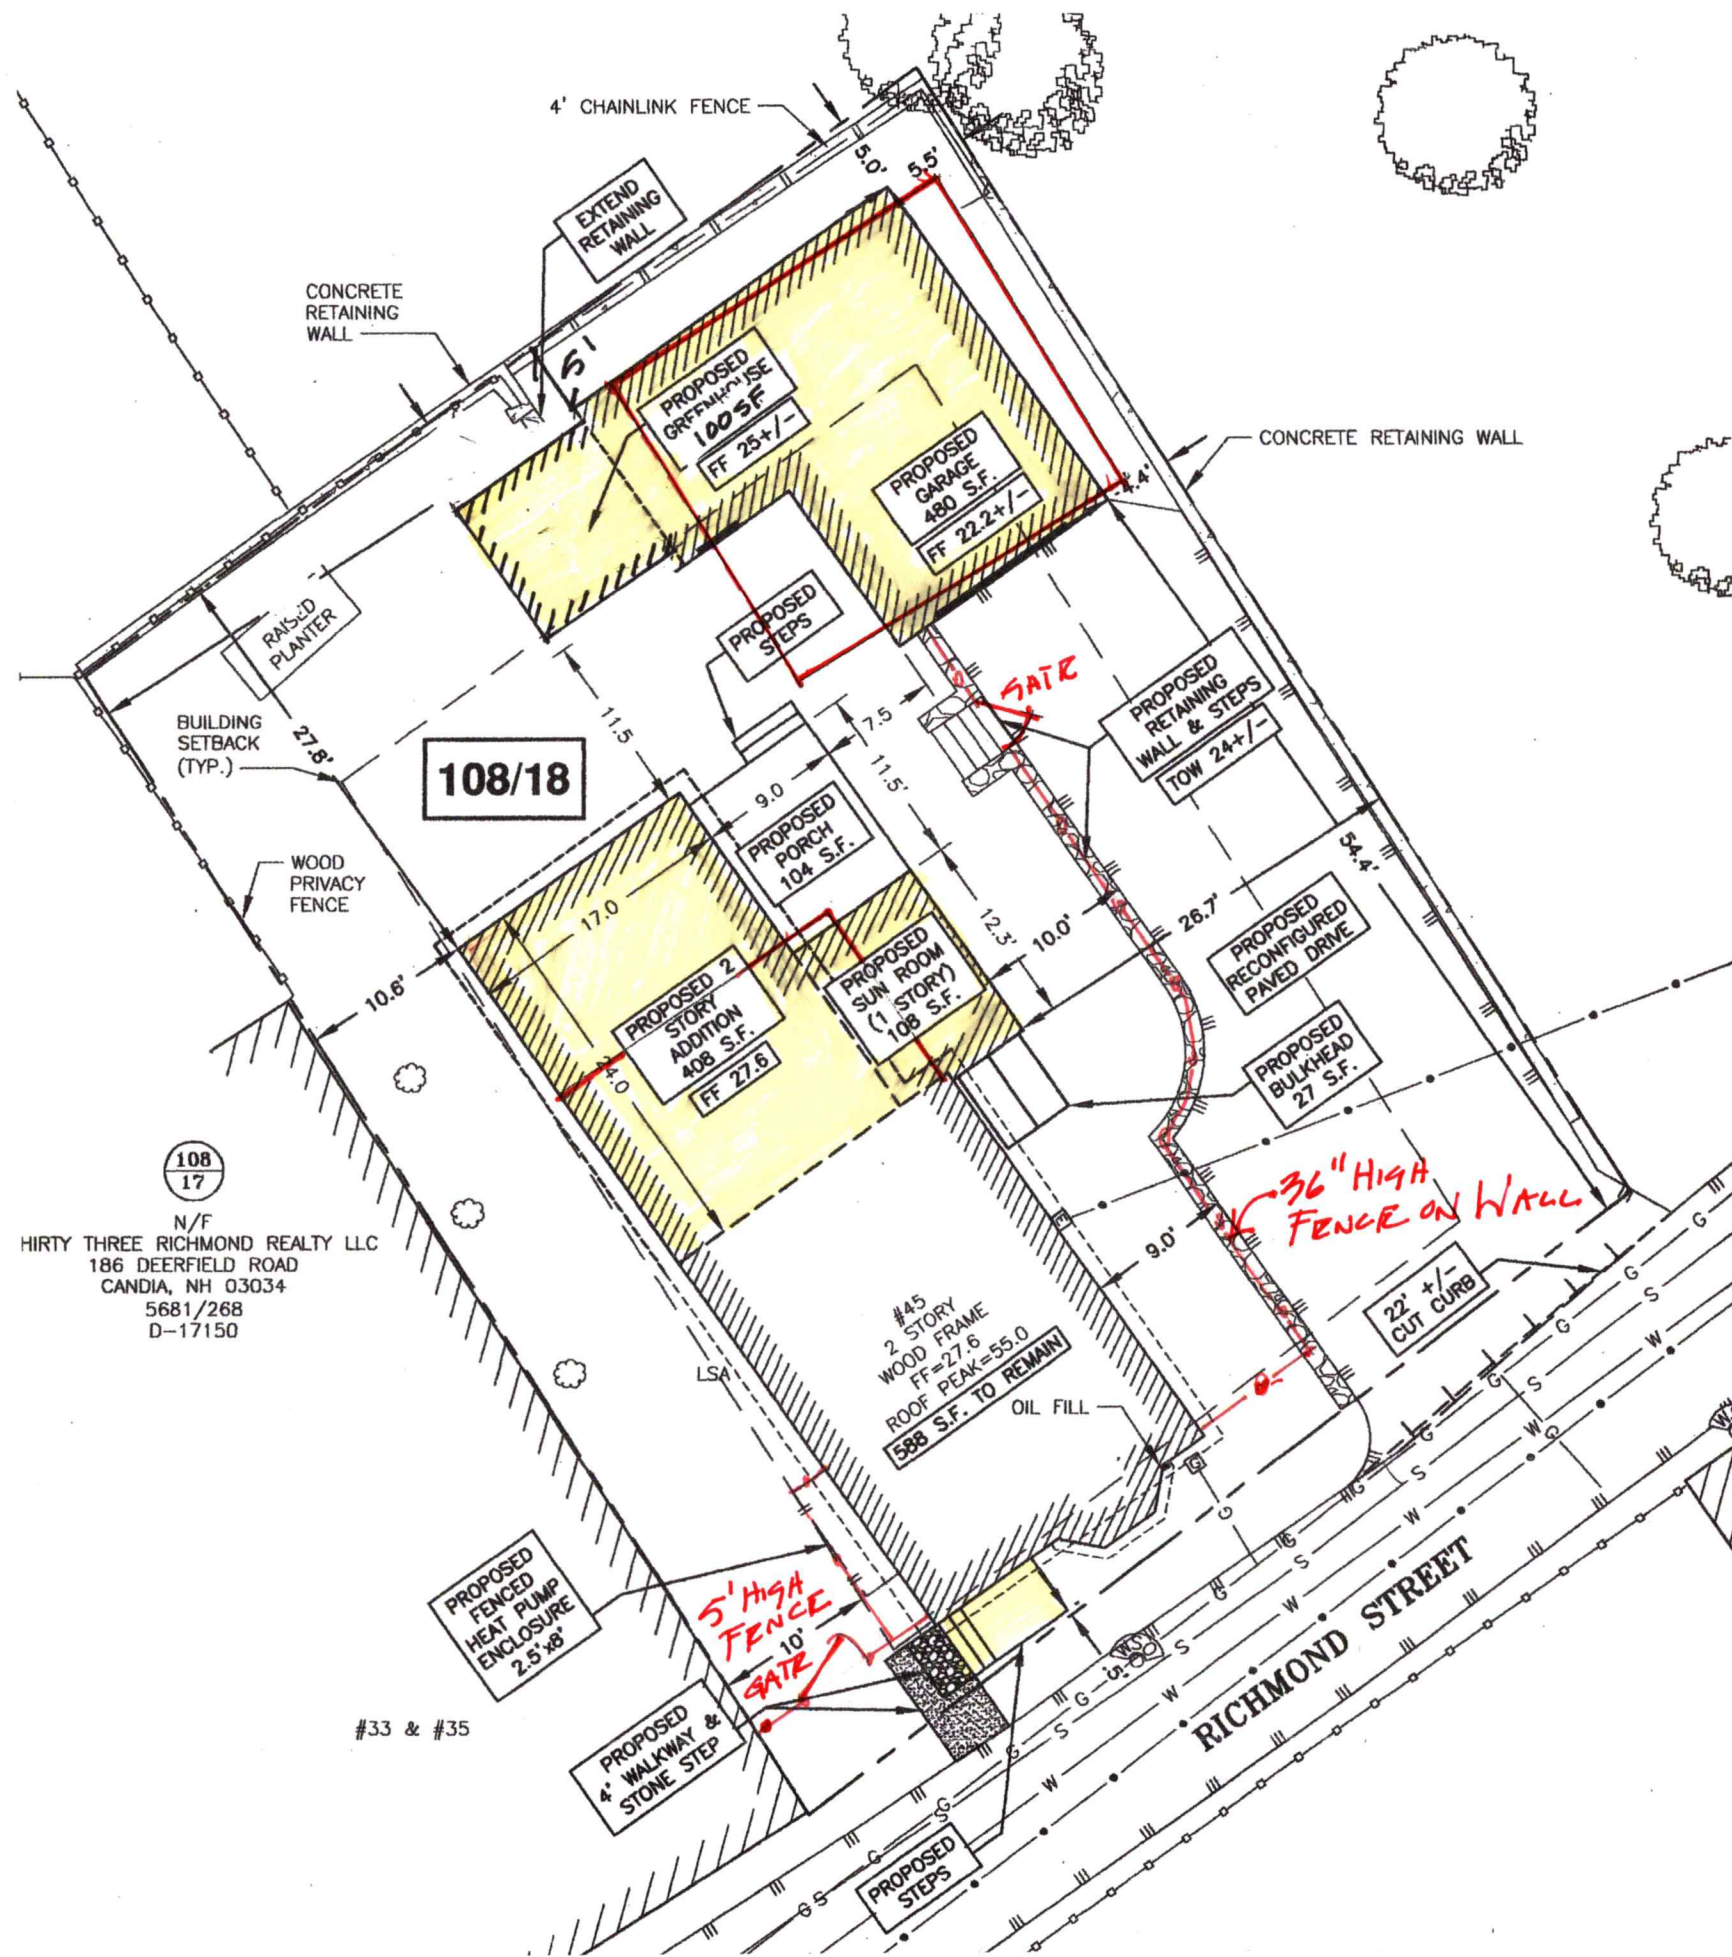 4' CHAINLINK FENCE
5.0'
5.5'
EXTEND
RETAINING
WALL
CONCRETE
RETAINING
WALL
5'
PROPOSED
GREENHOUSE
100 SF
FF 25+/-
PROPOSED
GARAGE
480 S.F.
FF 22.2+/-
CONCRETE RETAINING WALL
4.4'
RAISED
PLANTER
PROPOSED
STEPS
GATE
PROPOSED
RETAINING
WALL & STEPS
TOW 24+/-
BUILDING
SETBACK
(TYP.)
27.8'
11.5'
7.5
11.5'
108/18
9.0
PROPOSED
PORCH
104 S.F.
54.4'
WOOD
PRIVACY
FENCE
17.0
12.3'
10.0'
26.7'
PROPOSED
RECONFIGURED
PAVED DRIVE
10.6'
PROPOSED 2
STORY
ADDITION
408 S.F.
FF 27.6
PROPOSED
SUN ROOM
(1 STORY)
108 S.F.
24.0
PROPOSED
BULKHEAD
27 S.F.
E
108
17
N/F
HIRTY THREE RICHMOND REALTY LLC
186 DEERFIELD ROAD
CANDIA, NH 03034
5681/268
D-17150
36" HIGH
FENCE ON WALL
9.0'
22' +/-
CUT CURB
#45
2 STORY
WOOD FRAME
FF=27.6
ROOF PEAK=55.0
588 S.F. TO REMAIN
LSA
OIL FILL
G
PROPOSED
FENCED
HEAT PUMP
ENCLOSURE
2.5'x8'
5' HIGH
FENCE
10'
GATE
5'
WSO
RICHMOND STREET
#33 & #35
PROPOSED
4' WALKWAY &
STONE STEP
PROPOSED
STEPS